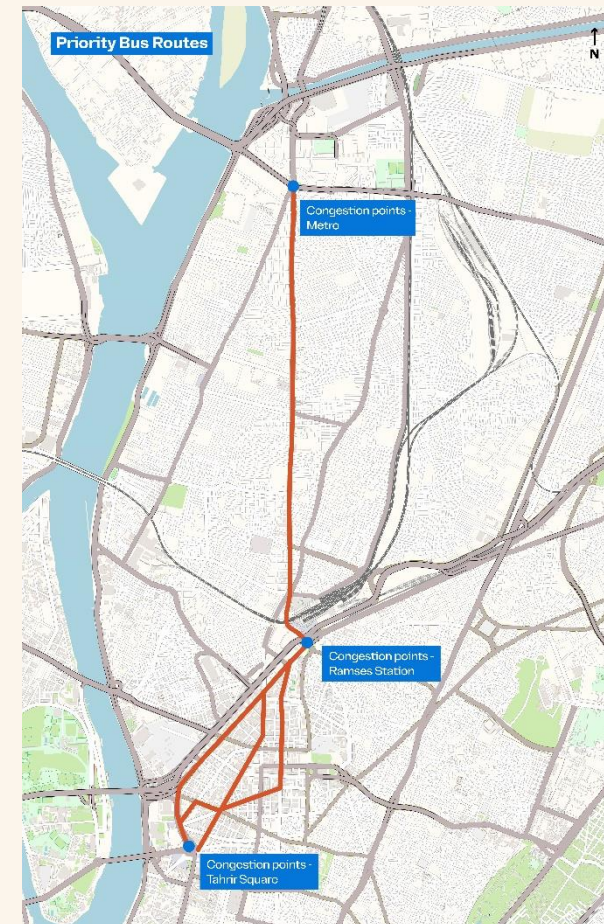 Priority Bus Routes
N
Congestion points -
Metro
Congestion points -
Ramses Station
Congestion points -
Tahrir Square